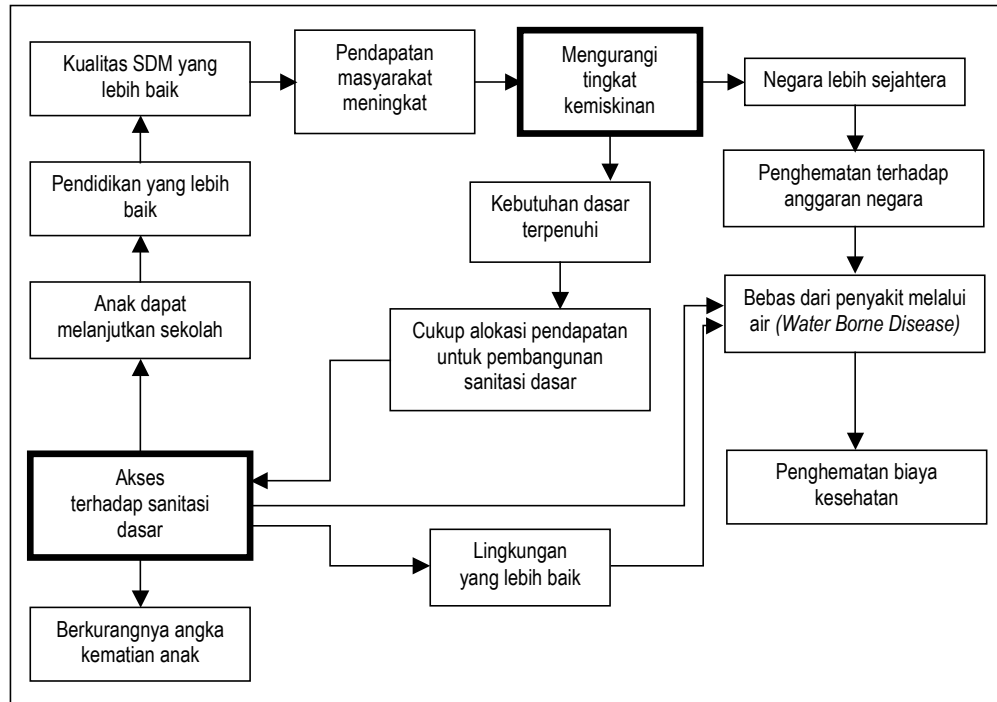 Kualitas SDM yang
lebih baik
Pendapatan
masyarakat
meningkat
Mengurangi
tingkat
kemiskinan
Negara lebih sejahtera
Pendidikan yang lebih
baik
Kebutuhan dasar
terpenuhi
Penghematan terhadap
anggaran negara
Anak dapat
melanjutkan sekolah
Cukup alokasi pendapatan
untuk pembangunan
sanitasi dasar
Bebas dari penyakit melalui
air (Water Borne Disease)
Akses
terhadap sanitasi
dasar
Lingkungan
yang lebih baik
Penghematan biaya
kesehatan
Berkurangnya angka
kematian anak